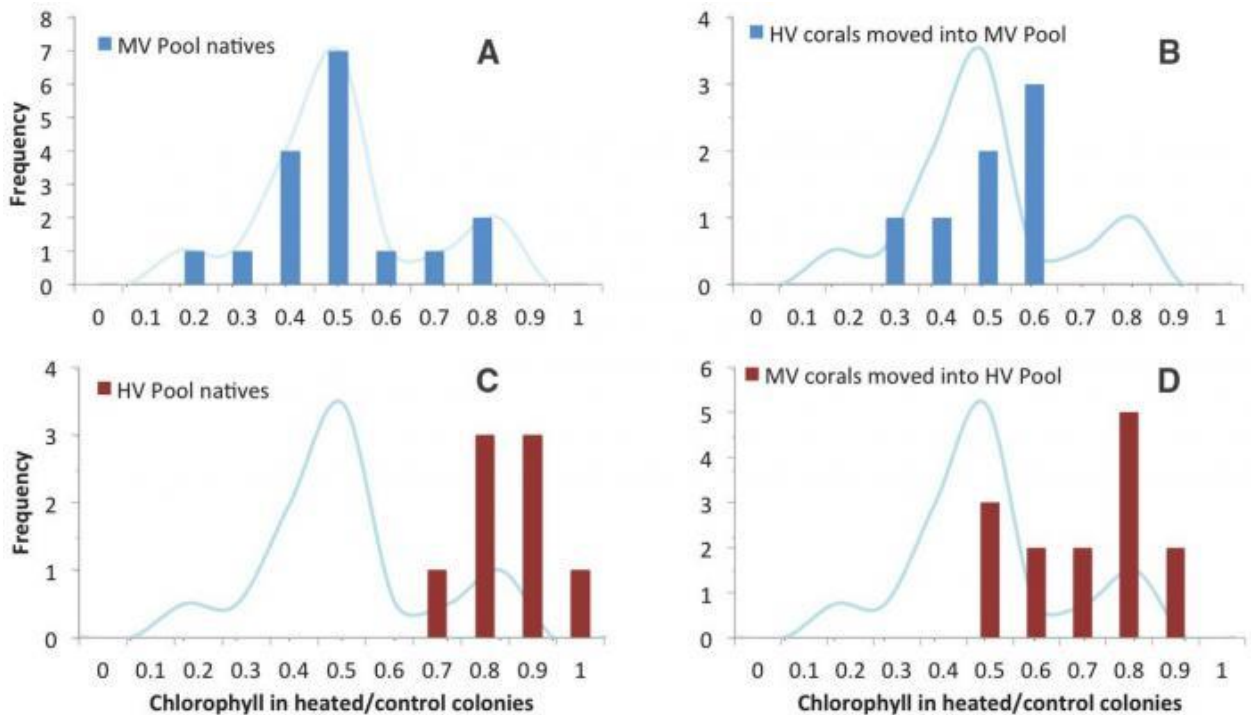 MV Pool natives
A
Frequency
8
7
6
5
4
3
2
1
0
0 0.1 0.2 0.3 0.4 0.5 0.6 0.7 0.8 0.9 1
HV corals moved into MV Pool
B
4
3
2
1
0
0 0.1 0.2 0.3 0.4 0.5 0.6 0.7 0.8 0.9 1
HV Pool natives
C
Frequency
4
3
2
1
0
0 0.1 0.2 0.3 0.4 0.5 0.6 0.7 0.8 0.9 1
Chlorophyll in heated/control colonies
MV corals moved into HV Pool
D
6
5
4
3
2
1
0
0 0.1 0.2 0.3 0.4 0.5 0.6 0.7 0.8 0.9 1
Chlorophyll in heated/control colonies